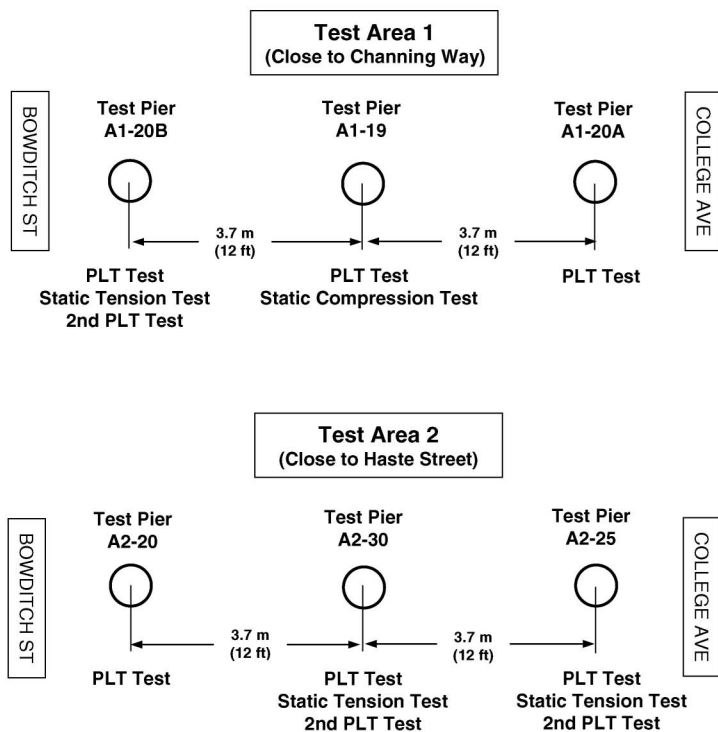 Test Area 1
(Close to Channing Way)
BOWDITCH ST
Test Pier
A1-20B
Test Pier
A1-19
Test Pier
A1-20A
COLLEGE AVE
3.7 m
(12 ft)
3.7 m
(12 ft)
PLT Test
Static Tension Test
2nd PLT Test
PLT Test
Static Compression Test
PLT Test
Test Area 2
(Close to Haste Street)
BOWDITCH ST
Test Pier
A2-20
Test Pier
A2-30
Test Pier
A2-25
COLLEGE AVE
3.7 m
(12 ft)
3.7 m
(12 ft)
PLT Test
PLT Test
Static Tension Test
2nd PLT Test
PLT Test
Static Tension Test
2nd PLT Test